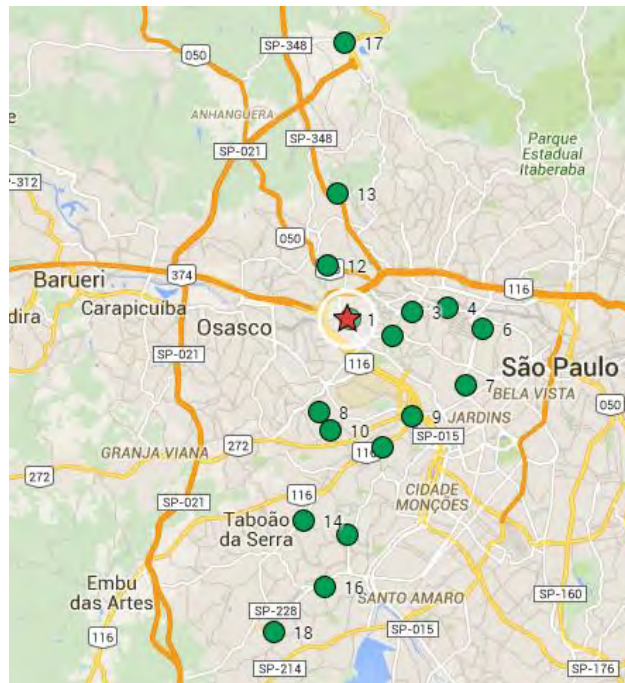 17
SP-348
050
e
ANHANGUERA
SP-348
SP-021
Parque
Estadual
Itaberaba
P-312
13
050
12
374
Barueri
116
Carapicuíba
dira
Osasco
1
3
4
6
SP-021
116
São Paulo
7
BELA VISTA
8
9
JARDINS
050
10
SP-015
GRANJA VIANA
272
116
272
CIDADE
MONÇÕES
SP-021
116
Taboão
da Serra
14
Embu
das Artes
16
SANTO AMARO
SP-160
SP-228
116
18
SP-015
SP-214
SP-176